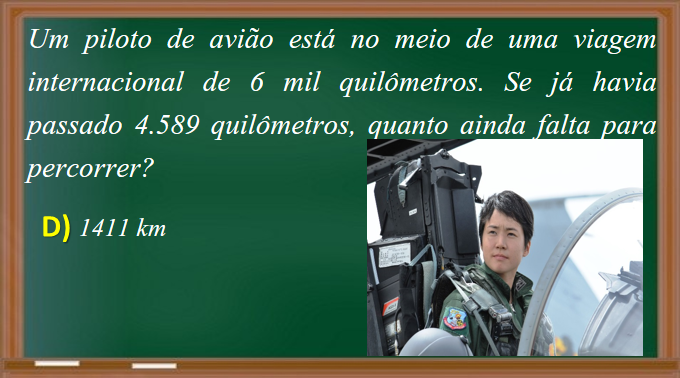 Um piloto de avião está no meio de uma viagem
internacional de 6 mil quilômetros. Se já havia
passado 4.589 quilômetros, quanto ainda falta para
percorrer?
D) 1411 km